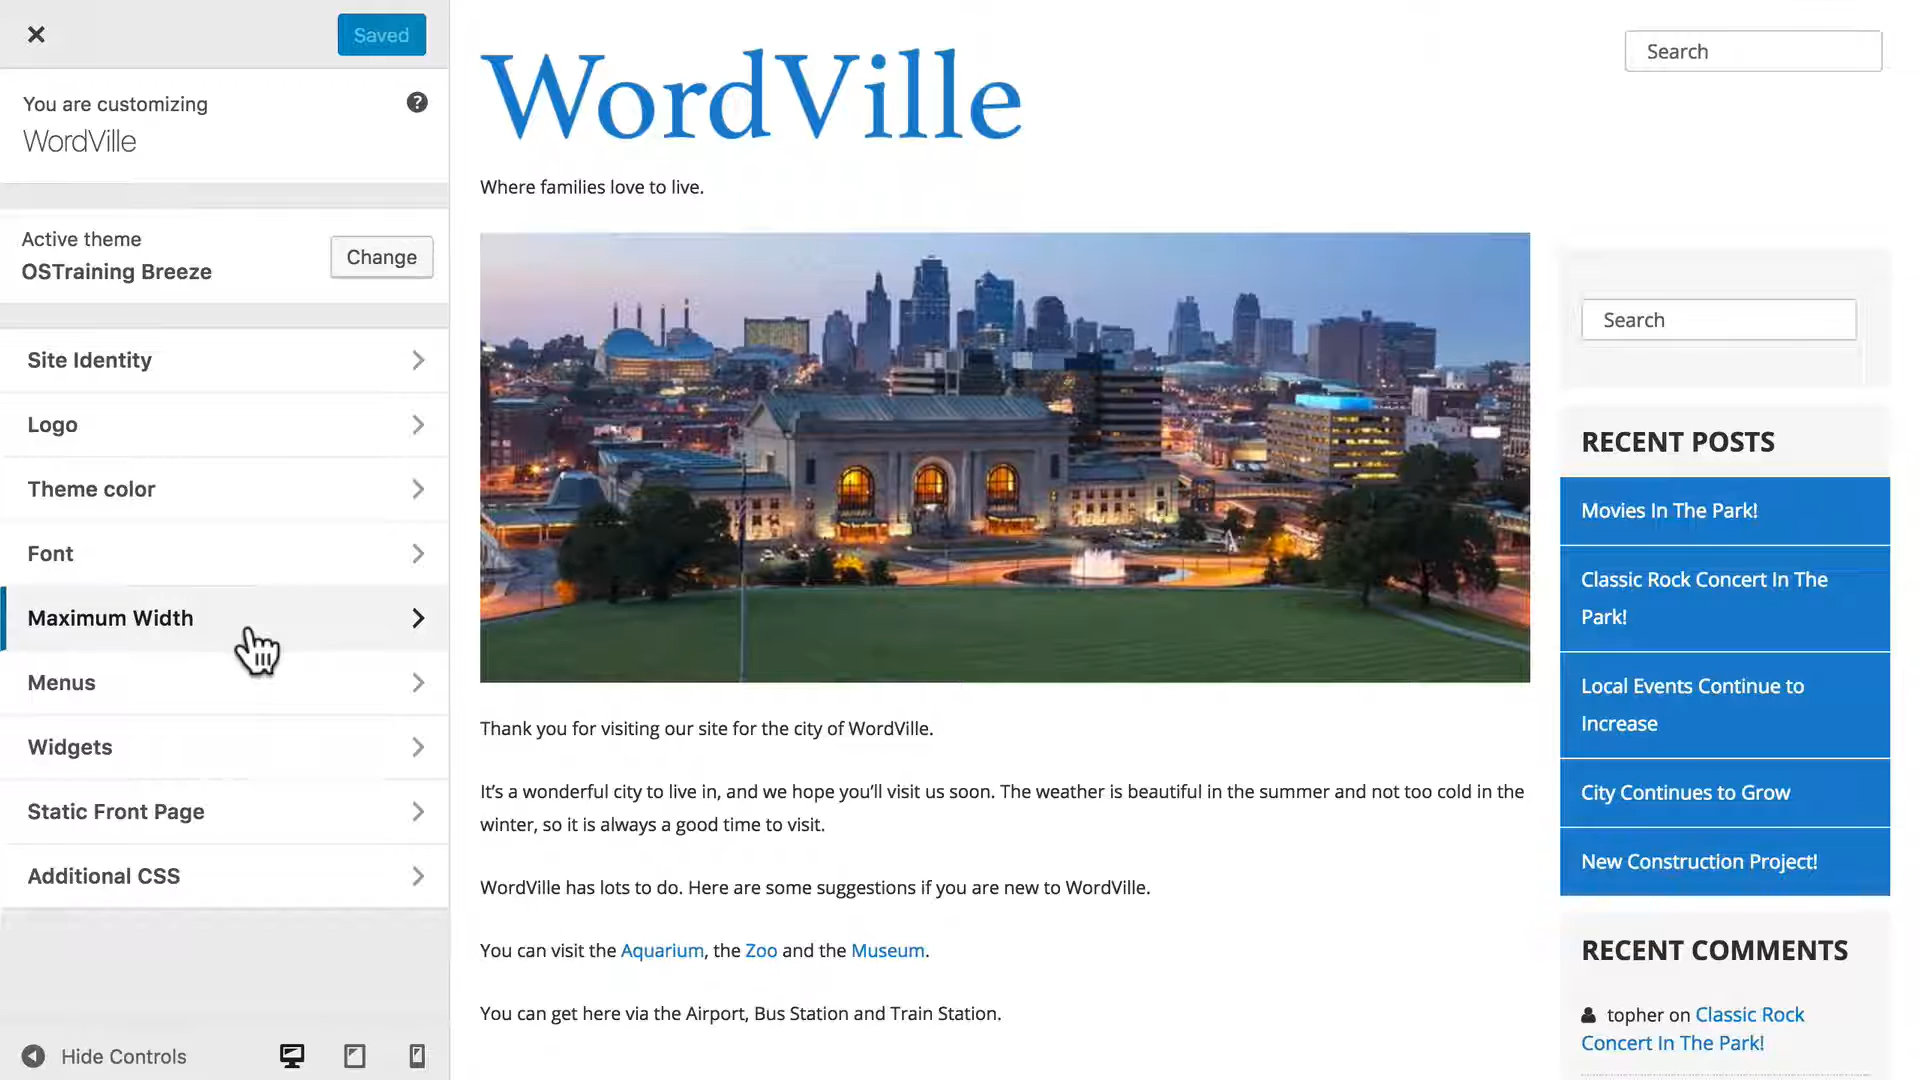 Saved
You are customizing
WordVille
Active theme
OSTraining Breeze
Change
Site Identity
Logo
Theme color
Font
Maximum Width
Menus
Widgets
Static Front Page
Additional CSS
Hide Controls
WordVille
Search
Where families love to live.
Thank you for visiting our site for the city of WordVille.
It’s a wonderful city to live in, and we hope you’ll visit us soon. The weather is beautiful in the summer and not too cold in the
winter, so it is always a good time to visit.
WordVille has lots to do. Here are some suggestions if you are new to WordVille.
You can visit the Aquarium, the Zoo and the Museum.
You can get here via the Airport, Bus Station and Train Station.
Search
RECENT POSTS
Movies In The Park!
Classic Rock Concert In The
Park!
Local Events Continue to
Increase
City Continues to Grow
New Construction Project!
RECENT COMMENTS
topher on Classic Rock
Concert In The Park!